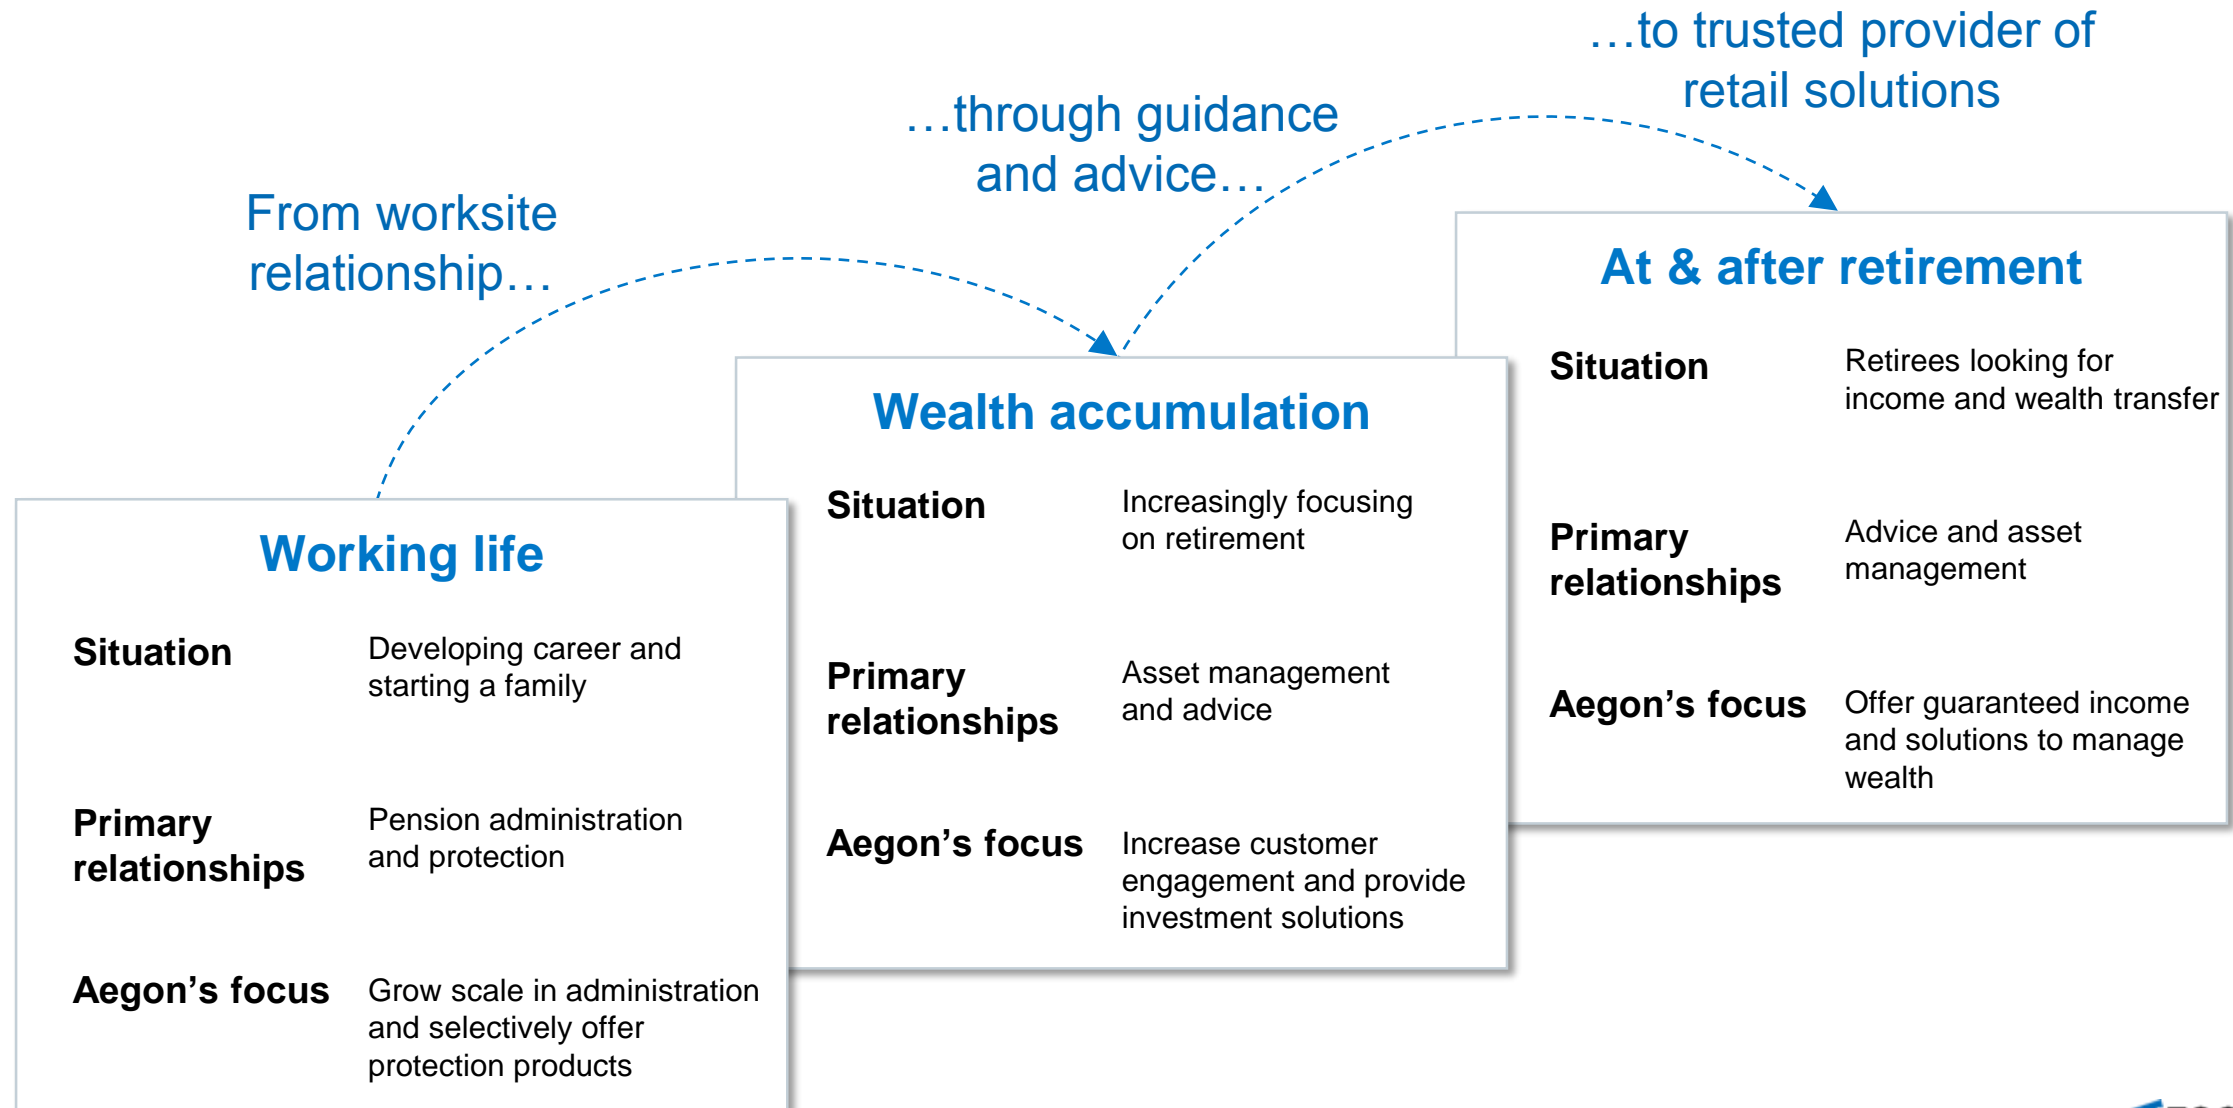 From worksite
relationship…
…through guidance
and advice…
…to trusted provider of
retail solutions
Working life
Situation
Developing career and
starting a family
Primary
relationships
Pension administration
and protection
Aegon’s focus
Grow scale in administration
and selectively offer
protection products
Wealth accumulation
Situation
Increasingly focusing
on retirement
Primary
relationships
Asset management
and advice
Aegon’s focus
Increase customer
engagement and provide
investment solutions
At & after retirement
Situation
Retirees looking for
income and wealth transfer
Primary
relationships
Advice and asset
management
Aegon’s focus
Offer guaranteed income
and solutions to manage
wealth